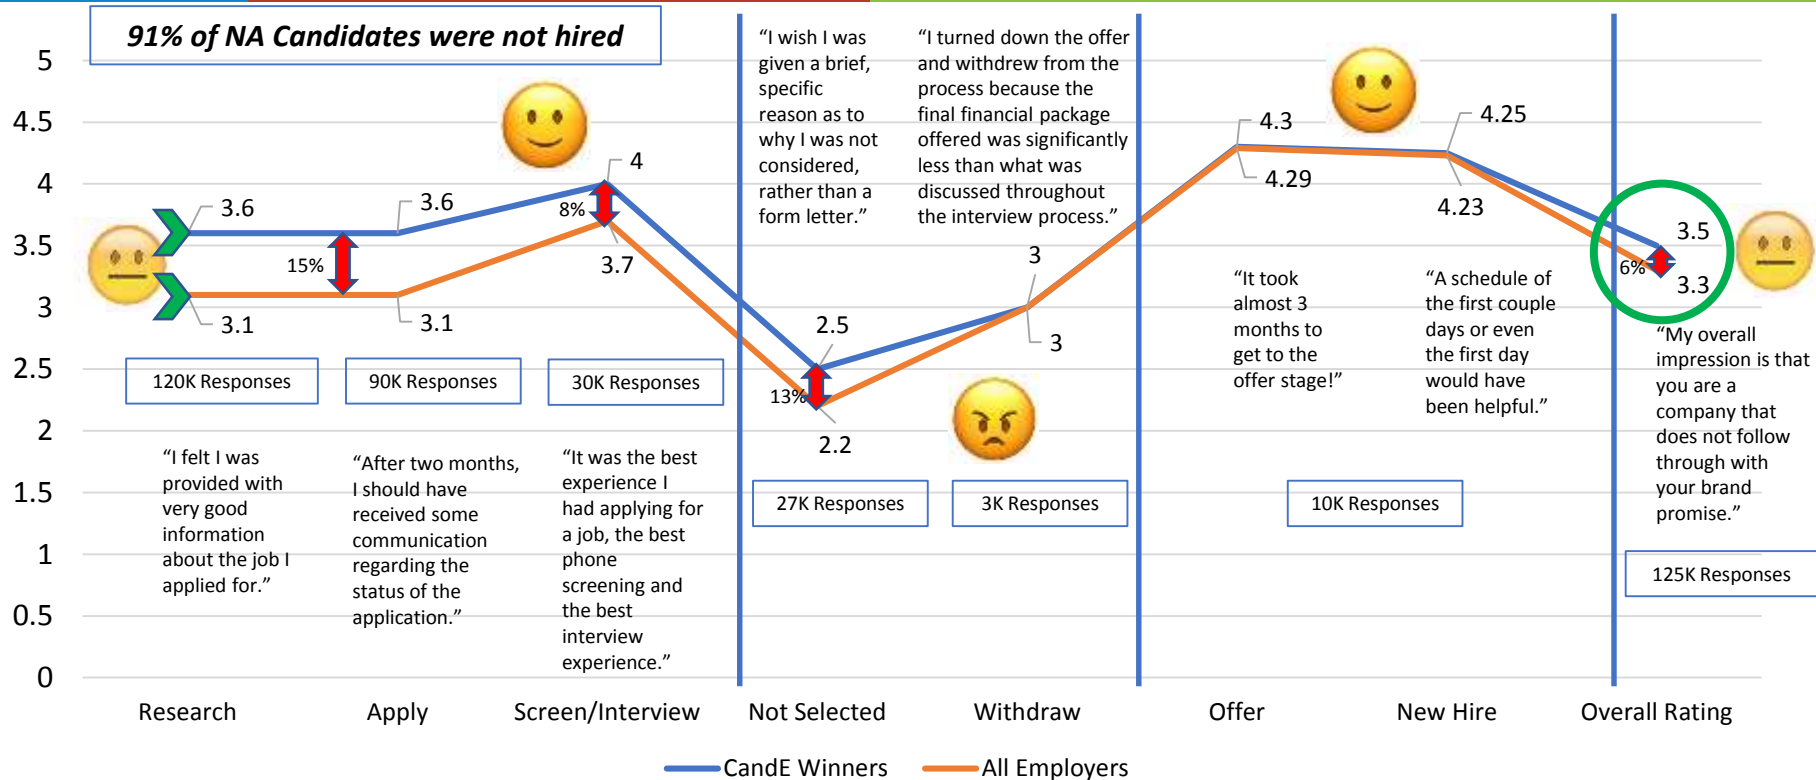 91% of NA Candidates were not hired
5
4.5
4
3.5
3
2.5
2
1.5
1
0.5
0
3.6
3.6
4
3.1
3.1
3.7
15%
8%
120K Responses
90K Responses
30K Responses
“I felt I was
provided with
very good
information
about the job I
applied for.”
“After two months,
I should have
received some
communication
regarding the
status of the
application.”
“It was the best
experience I
had applying for
a job, the best
phone
screening and
the best
interview
experience.”
“I wish I was
given a brief,
specific
reason as to
why I was not
considered,
rather than a
form letter.”
2.5
13%
2.2
27K Responses
“I turned down the offer
and withdrew from the
process because the
final financial package
offered was significantly
less than what was
discussed throughout
the interview process.”
3
3
3K Responses
4.3
4.29
4.25
4.23
“It took
almost 3
months to
get to the
offer stage!”
“A schedule of
the first couple
days or even
the first day
would have
been helpful.”
10K Responses
3.5
6%
3.3
“My overall
impression is that
you are a
company that
does not follow
through with
your brand
promise.”
125K Responses
Research
Apply
Screen/Interview
Not Selected
Withdraw
Offer
New Hire
Overall Rating
CandE Winners
All Employers